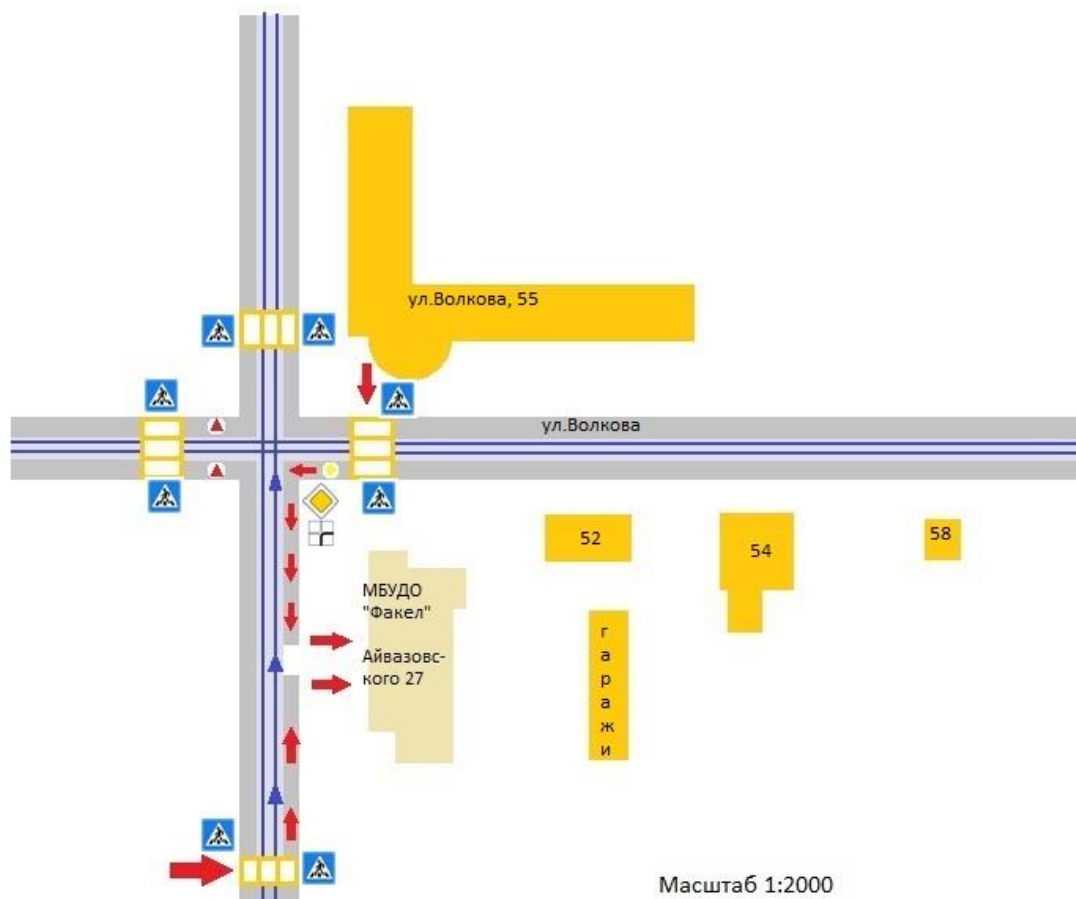 ул.Волкова, 55
ул.Волкова
52
54
58
МБУДО
"Факел"
Айвазовс-
кого 27
г
а
р
а
ж
и
Масштаб 1:2000